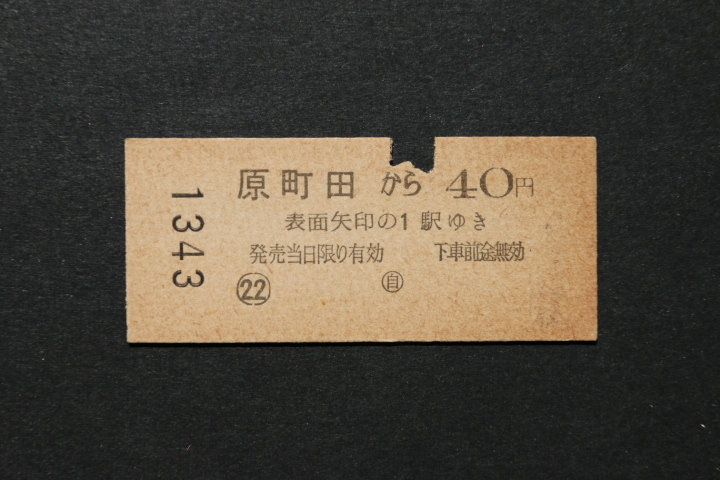 1343
原町田 から 40円
表面矢印の1駅ゆき
発売当日限り有効 下車前途無効
㉒ 自